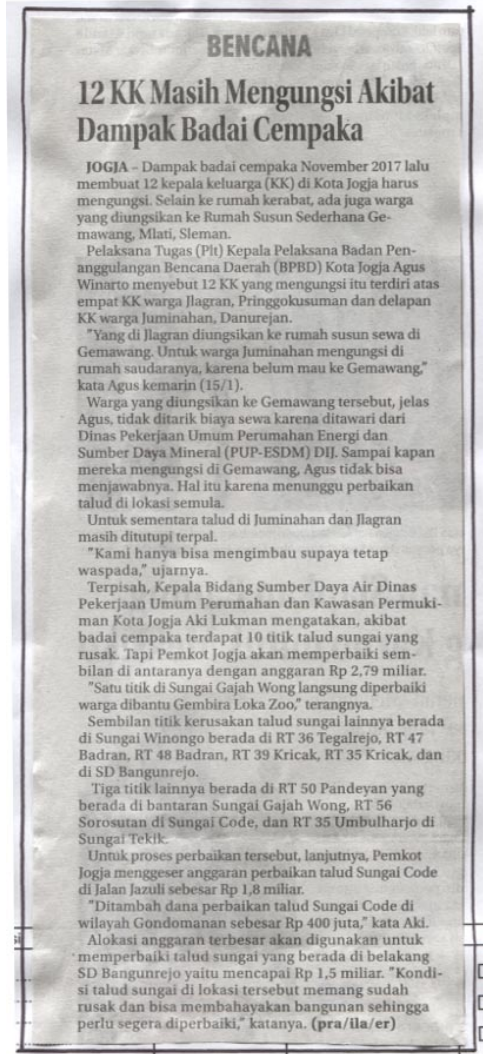 BENCANA
12 KK Masih Mengungsi Akibat
Dampak Badai Cempaka
JOGJA – Dampak badai cempaka November 2017 lalu
membuat 12 kepala keluarga (KK) di Kota Jogja harus
mengungsi. Selain ke rumah kerabat, ada juga warga
yang diungsikan ke Rumah Susun Sederhana Ge-
mawang, Mlati, Sleman.
Pelaksana Tugas (Plt) Kepala Pelaksana Badan Pen-
anggulangan Bencana Daerah (BPBD) Kota Jogja Agus
Winarto menyebut 12 KK yang mengungsi itu terdiri atas
empat KK warga Jlagran, Pringgokusuman dan delapan
KK warga Juminahan, Danurejan.
"Yang di Jlagran diungsikan ke rumah susun sewa di
Gemawang. Untuk warga Juminahan mengungsi di
rumah saudaranya, karena belum mau ke Gemawang,"
kata Agus kemarin (15/1).
Warga yang diungsikan ke Gemawang tersebut, jelas
Agus, tidak ditarik biaya sewa karena ditawari dari
Dinas Pekerjaan Umum Perumahan Energi dan
Sumber Daya Mineral (PUP-ESDM) DIJ. Sampai kapan
mereka mengungsi di Gemawang, Agus tidak bisa
menjawabnya. Hal itu karena menunggu perbaikan
talud di lokasi semula.
Untuk sementara talud di Juminahan dan Jlagran
masih ditutupi terpal.
"Kami hanya bisa mengimbau supaya tetap
waspada," ujarnya.
Terpisah, Kepala Bidang Sumber Daya Air Dinas
Pekerjaan Umum Perumahan dan Kawasan Permuki-
man Kota Jogja Aki Lukman mengatakan, akibat
badai cempaka terdapat 10 titik talud sungai yang
rusak. Tapi Pemkot Jogja akan memperbaiki sem-
bilan di antaranya dengan anggaran Rp 2,79 miliar.
"Satu titik di Sungai Gajah Wong langsung diperbaiki
warga dibantu Gembira Loka Zoo," terangnya.
Sembilan titik kerusakan talud sungai lainnya berada
di Sungai Winongo berada di RT 36 Tegalrejo, RT 47
Badran, RT 48 Badran, RT 39 Kricak, RT 35 Kricak, dan
di SD Bangunrejo.
Tiga titik lainnya berada di RT 50 Pandeyan yang
berada di bantaran Sungai Gajah Wong, RT 56
Sorosutan di Sungai Code, dan RT 35 Umbulharjo di
Sungai Tekik.
Untuk proses perbaikan tersebut, lanjutnya, Pemkot
Jogja menggeser anggaran perbaikan talud Sungai Code
di Jalan Jazuli sebesar Rp 1,8 miliar.
"Ditambah dana perbaikan talud Sungai Code di
wilayah Gondomanan sebesar Rp 400 juta," kata Aki.
Alokasi anggaran terbesar akan digunakan untuk
memperbaiki talud sungai yang berada di belakang
SD Bangunrejo yaitu mencapai Rp 1,5 miliar. "Kondi-
si talud sungai di lokasi tersebut memang sudah
rusak dan bisa membahayakan bangunan sehingga
perlu segera diperbaiki," katanya. (pra/ila/er)